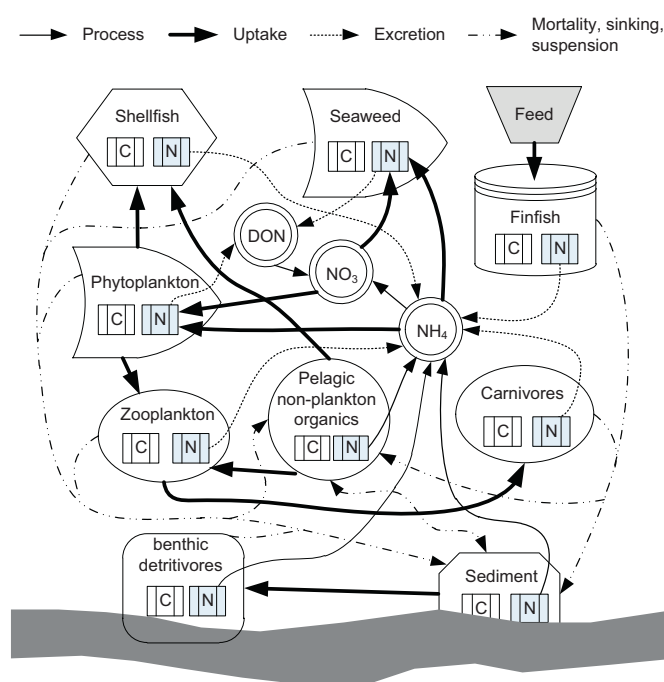 Process
Uptake
Excretion
Mortality, sinking,
suspension
Shellfish
C N
Seaweed
C N
Feed
Finfish
C N
DON
NO3
Phytoplankton
C N
NH4
Pelagic
non-plankton
organics
C N
Carnivores
C N
Zooplankton
C N
benthic
detritivores
C N
Sediment
C N